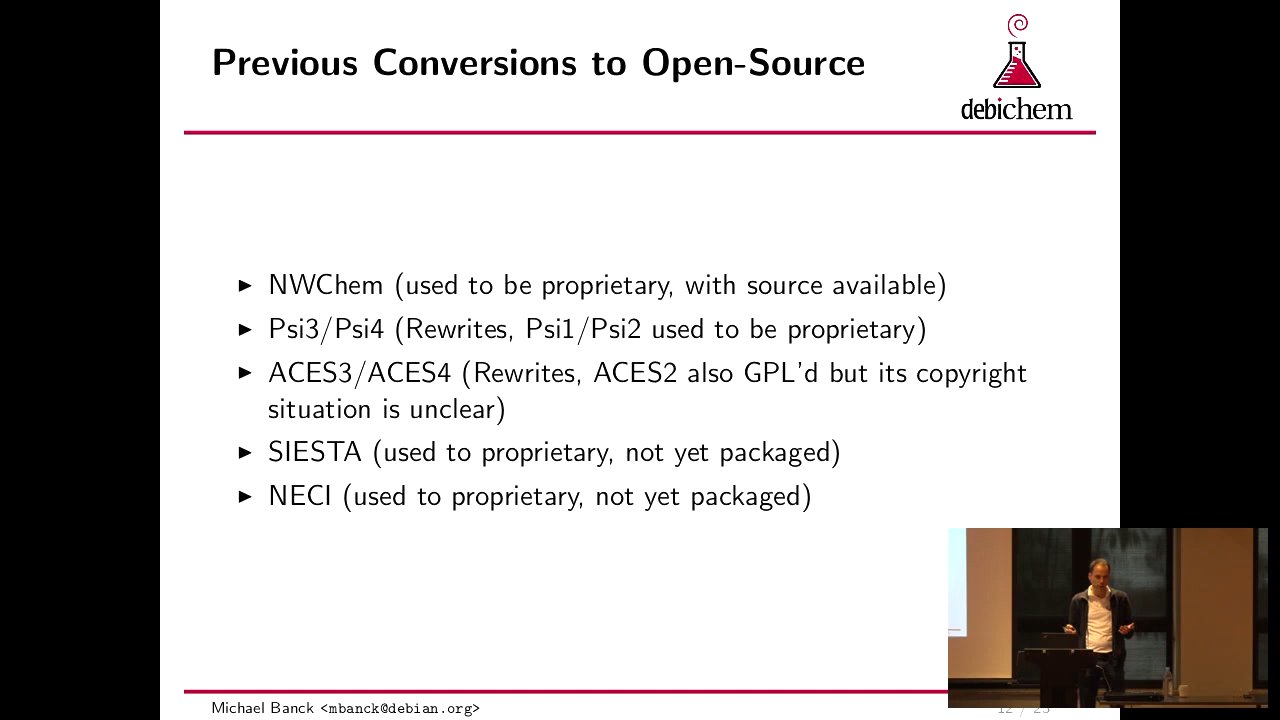 Previous Conversions to Open-Source
debichem
▶ NWChem (used to be proprietary, with source available)
▶ Psi3/Psi4 (Rewrites, Psi1/Psi2 used to be proprietary)
▶ ACES3/ACES4 (Rewrites, ACES2 also GPL'd but its copyright
situation is unclear)
▶ SIESTA (used to proprietary, not yet packaged)
▶ NECI (used to proprietary, not yet packaged)
Michael Banck <mbanck@debian.org>